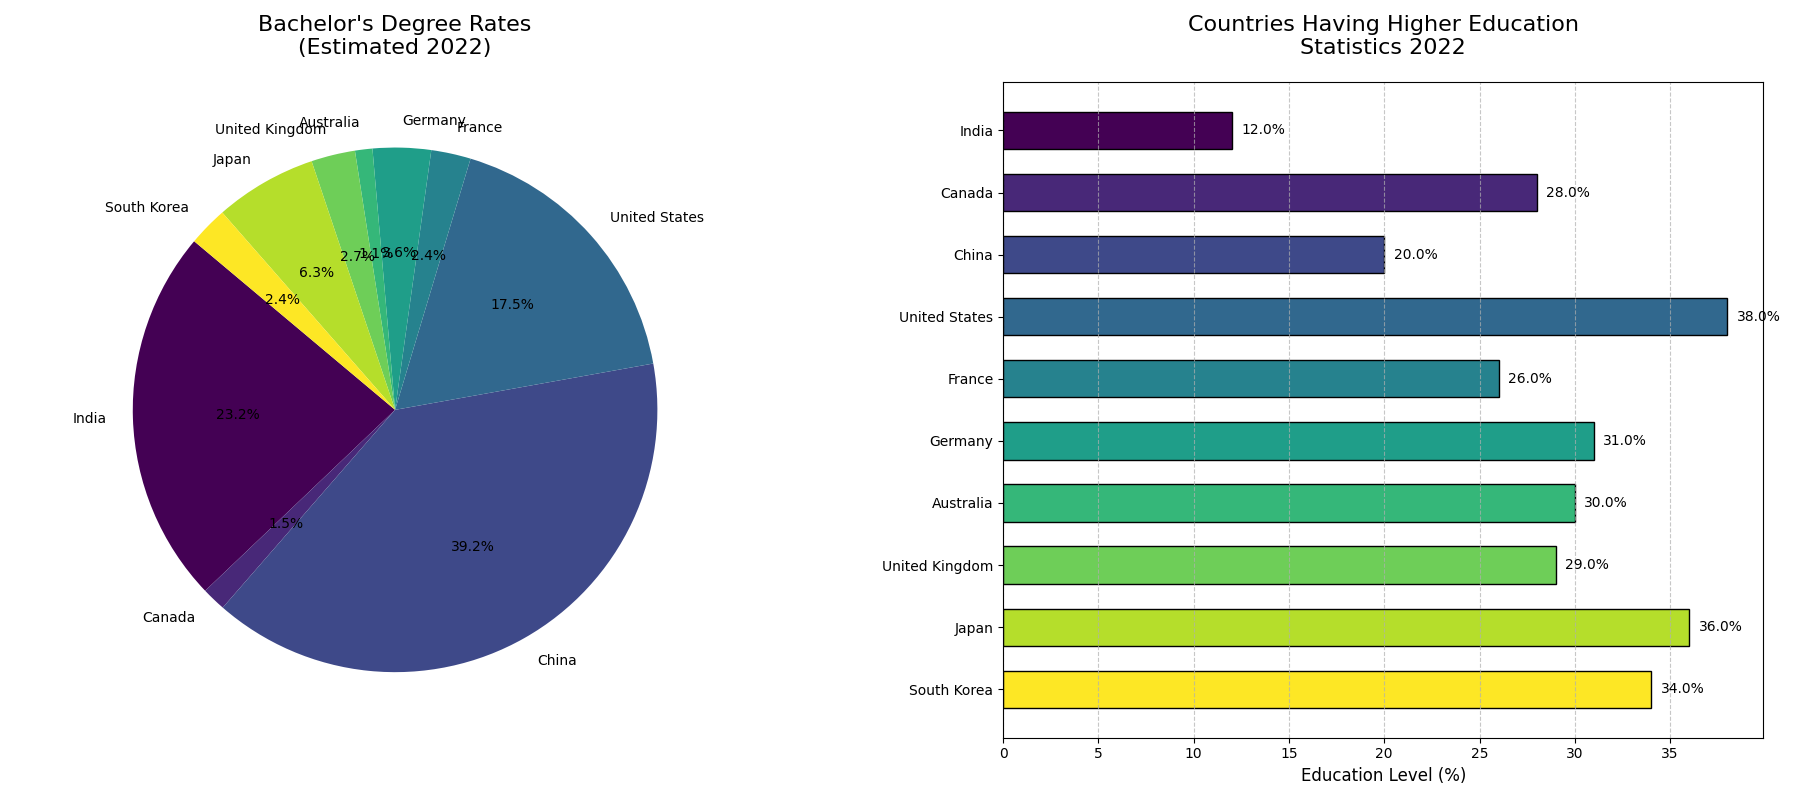 Bachelor's Degree Rates
(Estimated 2022)
Germany
Australia
France
United Kingdom
Japan
South Korea
United States
India
Canada
China
3.6%
1.1%
2.4%
2.7%
6.3%
2.4%
17.5%
23.2%
1.5%
39.2%
Countries Having Higher Education
Statistics 2022
India 12.0%
Canada 28.0%
China 20.0%
United States 38.0%
France 26.0%
Germany 31.0%
Australia 30.0%
United Kingdom 29.0%
Japan 36.0%
South Korea 34.0%
0 5 10 15 20 25 30 35
Education Level (%)